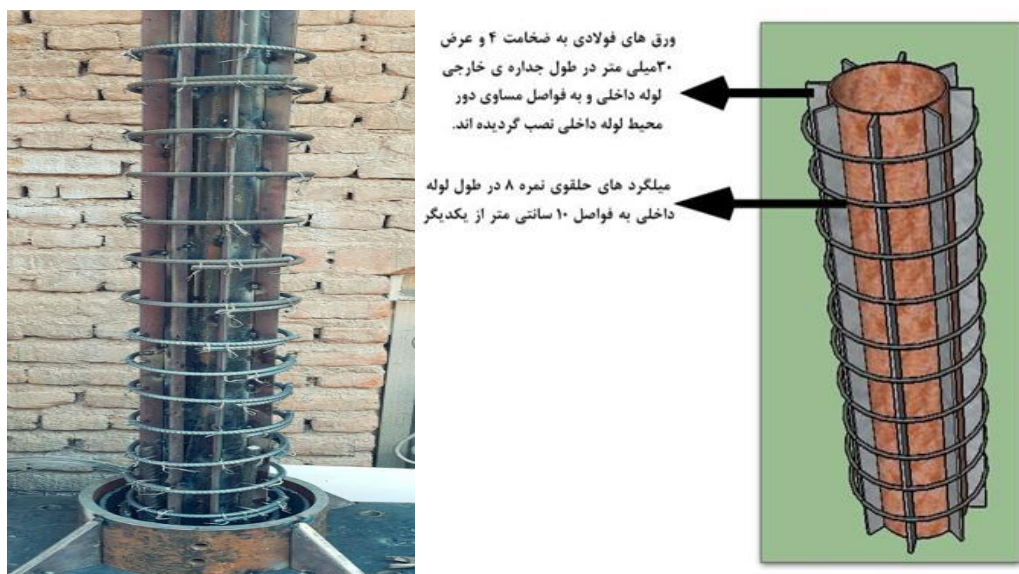 ورق های فولادی به ضخامت ۴ و عرض
۳۰میلی متر در طول جداره ی خارجی
لوله داخلی و به فواصل مساوی دور
محیط لوله داخلی نصب گردیده اند.
میلگرد های حلقوی نمره ۸ در طول لوله
داخلی به فواصل ۱۰ سانتی متر از یکدیگر